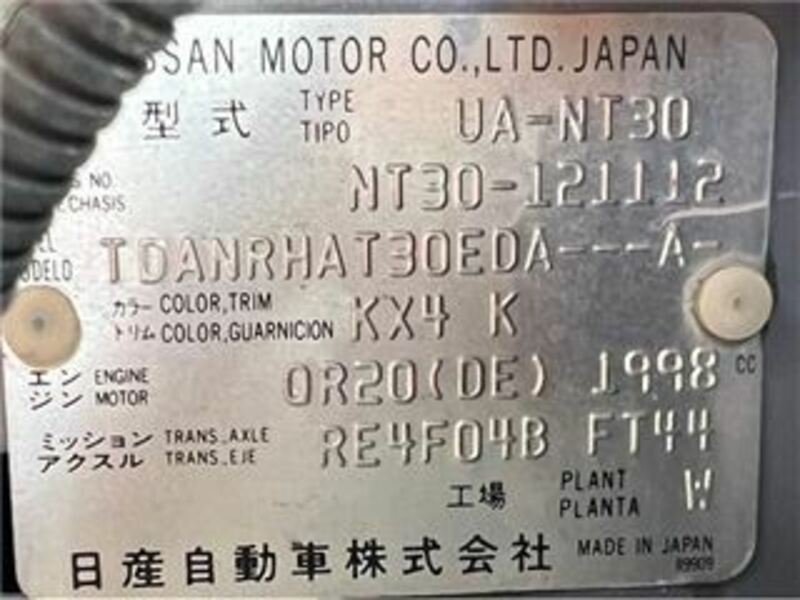 SSAN MOTOR CO.,LTD. JAPAN
型式 TYPE TIPO UA-NT30
NO. CHASIS NT30-121112
TDANRHAT30EDA---A-
カラー COLOR,TRIM
トリム COLOR,GUARNICION KX4 K
エンジン ENGINE MOTOR QR20(DE) 1998 CC
ミッション TRANS.AXLE
アクスル TRANS.EJE RE4F04B FT44
工場 PLANT PLANTA W
日産自動車株式会社 MADE IN JAPAN